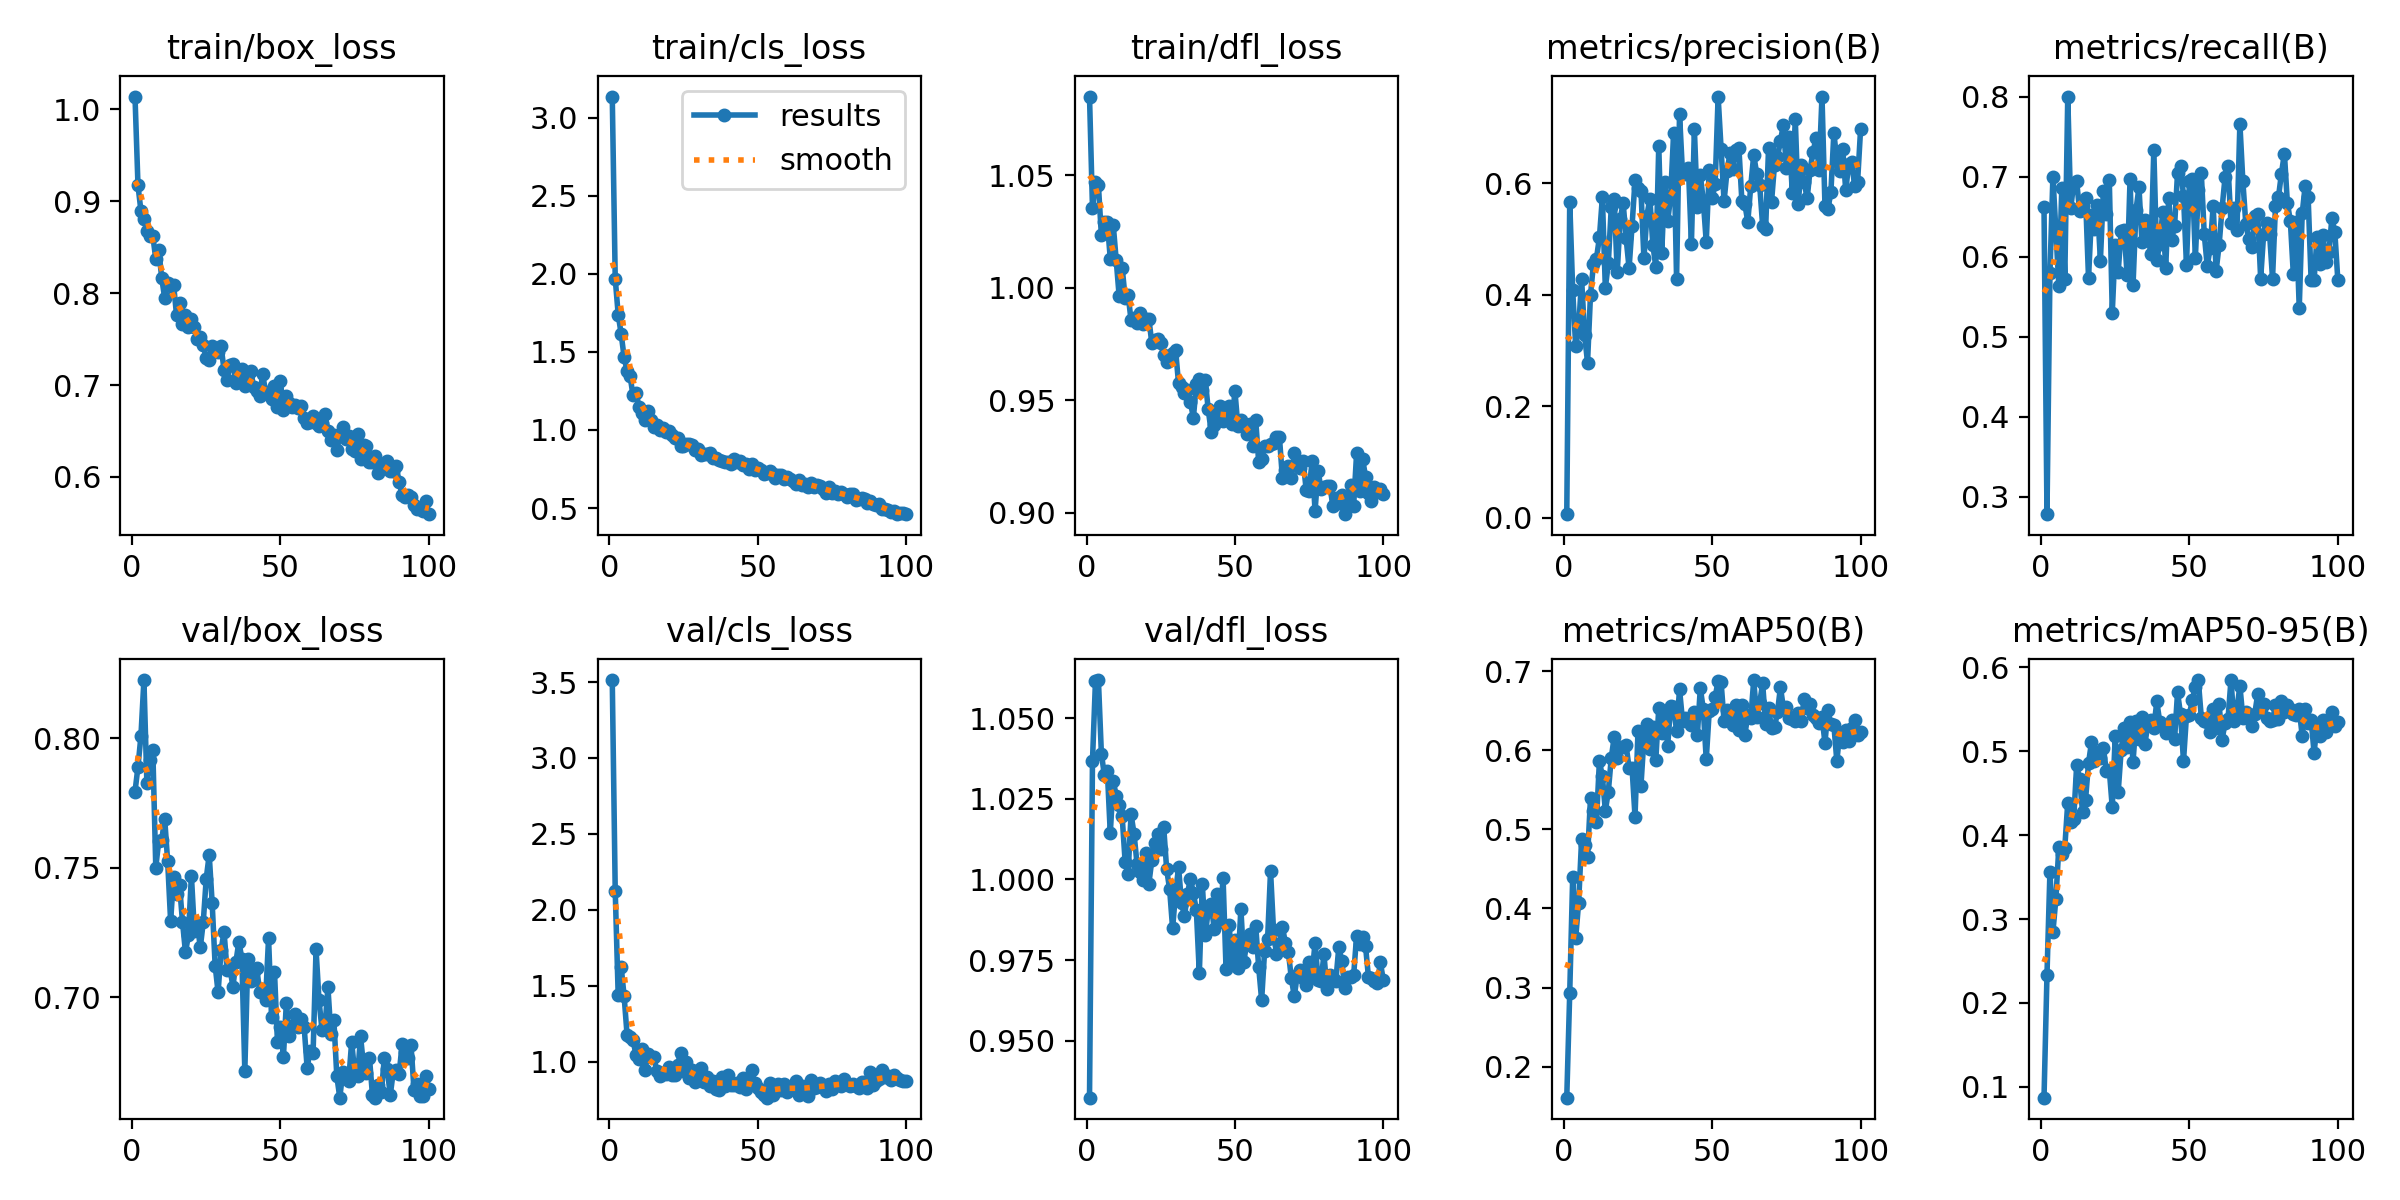 train/box_loss
1.0
0.9
0.8
0.7
0.6
0 50 100
train/cls_loss
results
smooth
3.0
2.5
2.0
1.5
1.0
0.5
0 50 100
train/dfl_loss
1.05
1.00
0.95
0.90
0 50 100
metrics/precision(B)
0.6
0.4
0.2
0.0
0 50 100
metrics/recall(B)
0.8
0.7
0.6
0.5
0.4
0.3
0 50 100
val/box_loss
0.80
0.75
0.70
0 50 100
val/cls_loss
3.5
3.0
2.5
2.0
1.5
1.0
0 50 100
val/dfl_loss
1.050
1.025
1.000
0.975
0.950
0 50 100
metrics/mAP50(B)
0.7
0.6
0.5
0.4
0.3
0.2
0 50 100
metrics/mAP50-95(B)
0.6
0.5
0.4
0.3
0.2
0.1
0 50 100